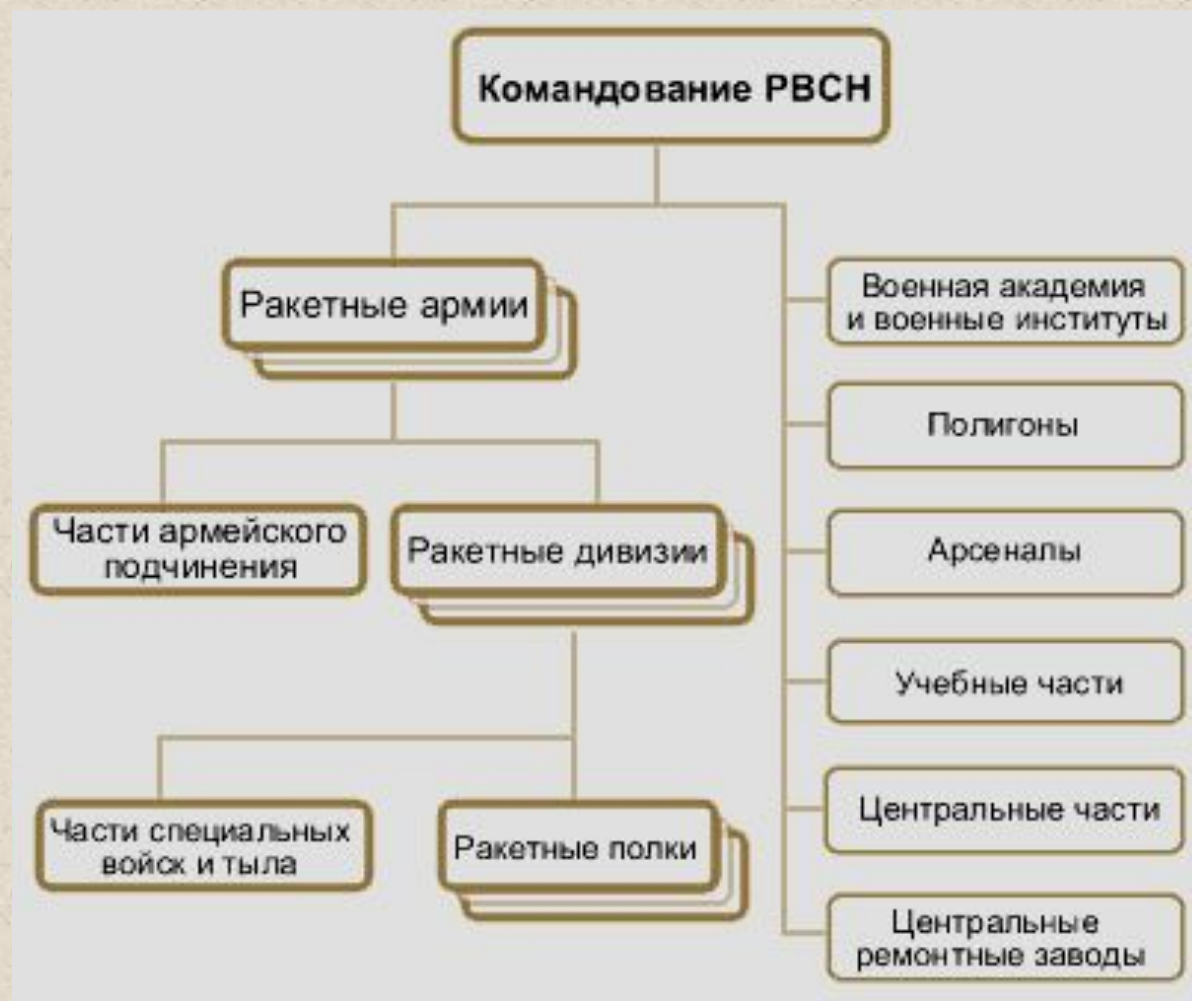 Командование РВСН
Ракетные армии
Части армейского
подчинения
Ракетные дивизии
Части специальных
войск и тыла
Ракетные полки
Военная академия
и военные институты
Полигоны
Арсеналы
Учебные части
Центральные части
Центральные
ремонтные заводы